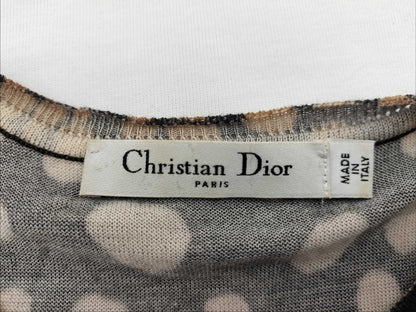 Christian Dior
PARIS
MADE
IN
ITALY